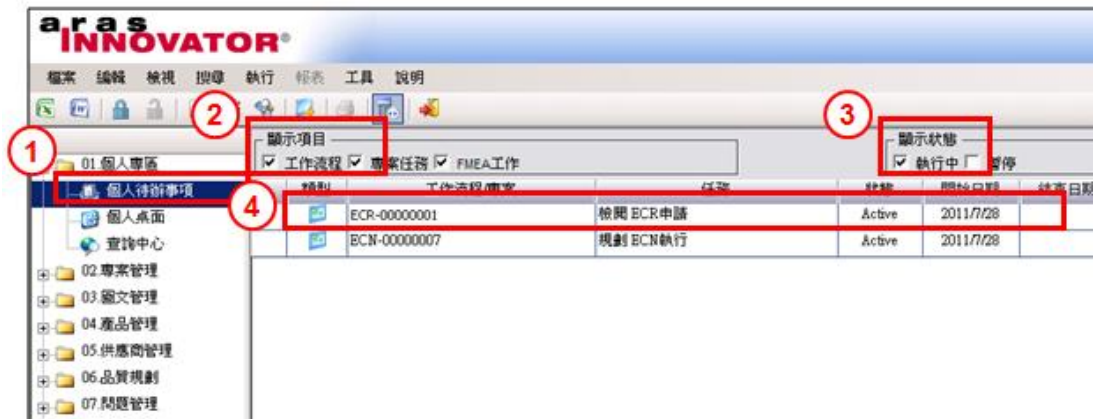 aras
INNOVATOR®
檔案 編輯 檢視 搜尋 執行 報表 工具 說明
2
3
顯示項目
顯示狀態
1
01 個人專區
工作流程 專案任務 FMEA工作
執行中 暫停
個人待辦事項
類別 工作流程/專案 任務 狀態 開始日期 結束日期
4
個人桌面
ECR-00000001 檢閱 ECR申請 Active 2011/7/28
查詢中心
ECN-00000007 規劃 ECN執行 Active 2011/7/28
02.專案管理
03.圖文管理
04.產品管理
05.供應商管理
06.品質規劃
07.問題管理